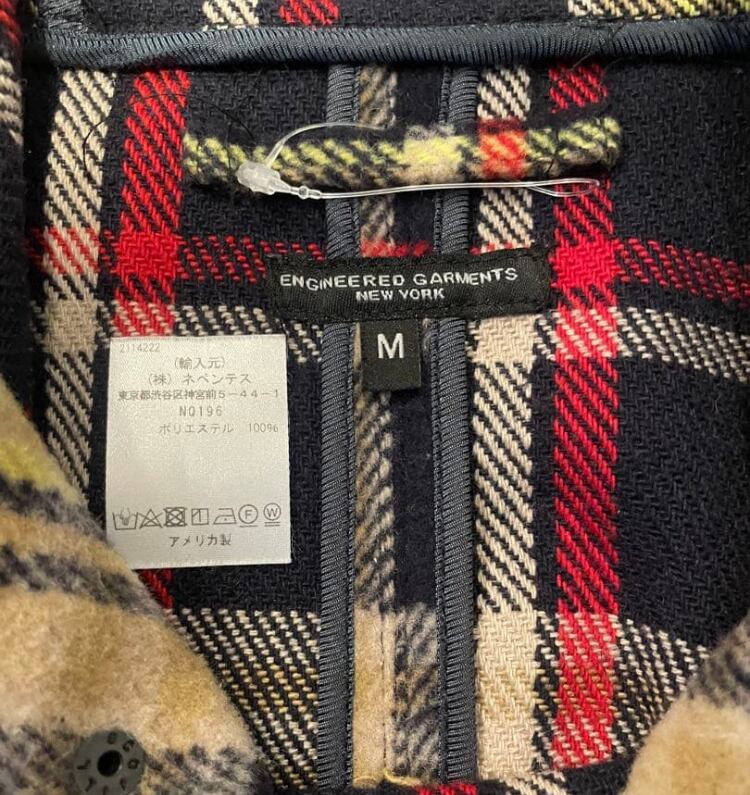 ENGINEERED GARMENTS
NEW YORK
M
2114222
(輸入元)
(株) ネペンテス
東京都渋谷区神宮前5-44-1
NQ196
ポリエステル 100%
F W
アメリカ製